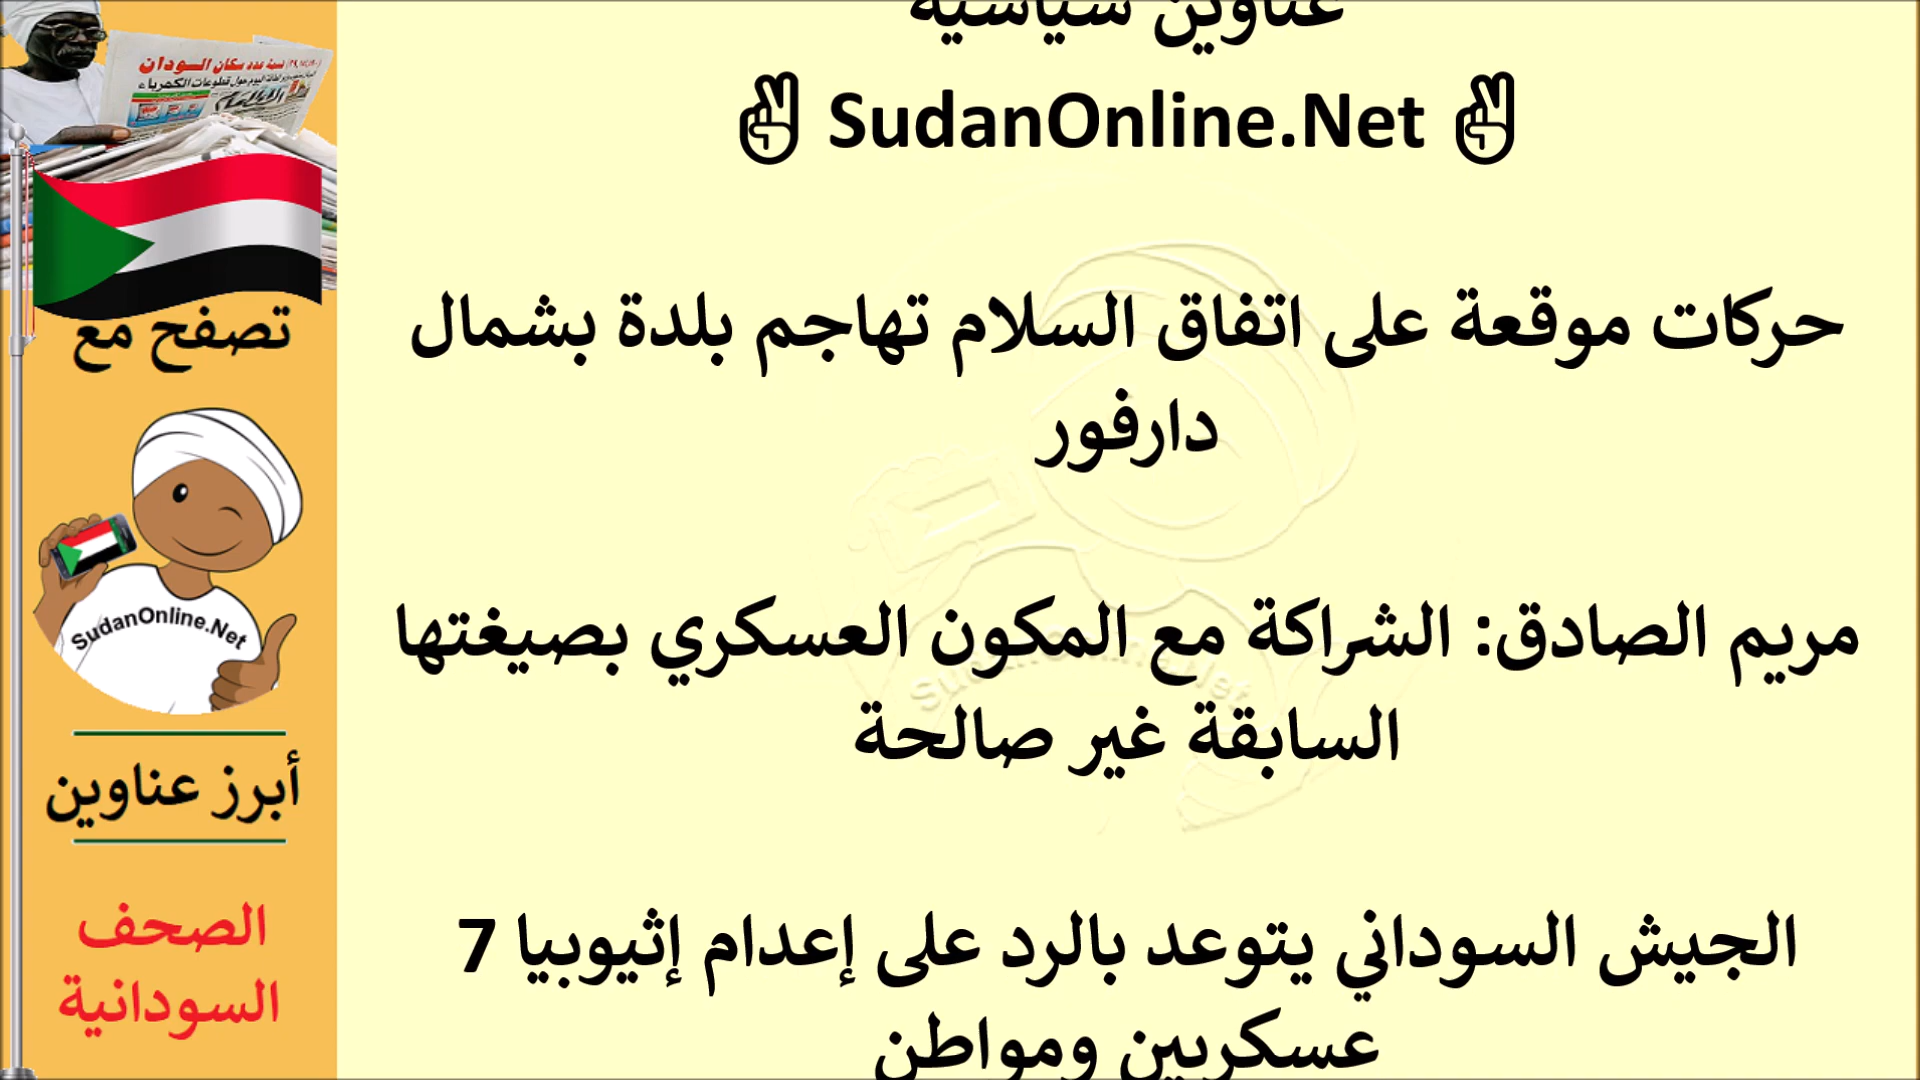 عناوين سياسية
✌ SudanOnline.Net ✌
حركات موقعة على اتفاق السلام تهاجم بلدة بشمال
دارفور
مريم الصادق: الشراكة مع المكون العسكري بصيغتها
السابقة غير صالحة
الجيش السوداني يتوعد بالرد على إعدام إثيوبيا 7
عسكريين ومواطن
تصفح مع
SudanOnline.Net
أبرز عناوين
الصحف
السودانية
SudanOnline.Net